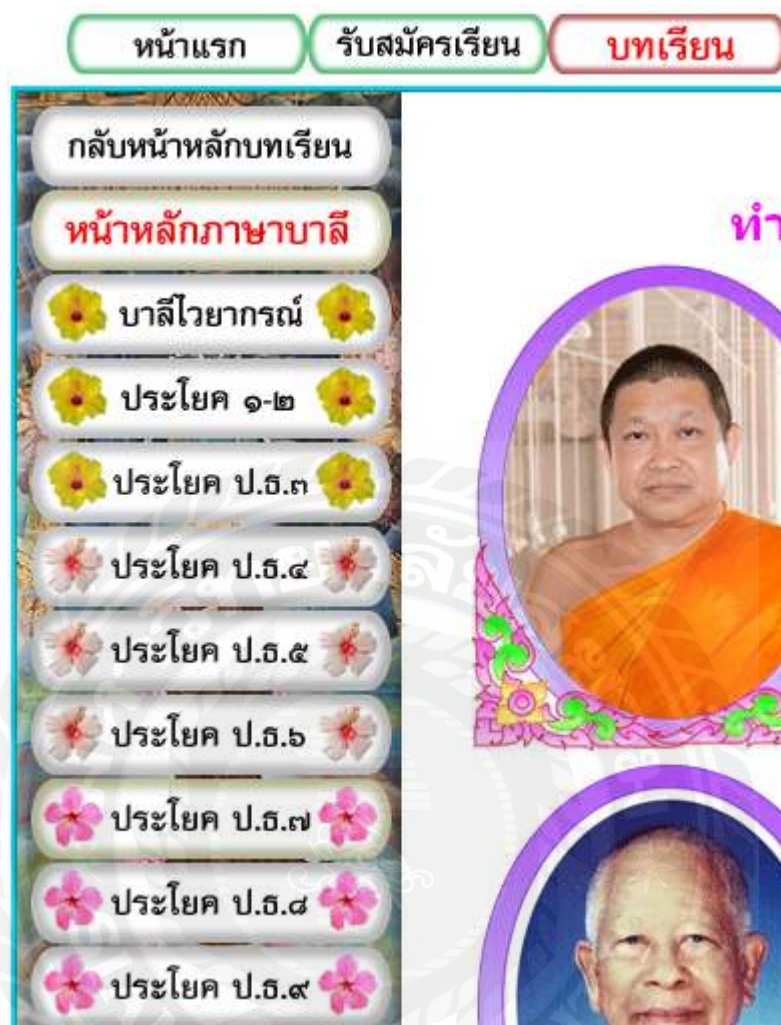 หน้าแรก รับสมัครเรียน บทเรียน
กลับหน้าหลักบทเรียน
หน้าหลักภาษาบาลี
ทำ
บาลีไวยากรณ์
ประโยค ๑-๒
ประโยค ป.ธ.๓
ประโยค ป.ธ.๔
ประโยค ป.ธ.๕
ประโยค ป.ธ.๖
ประโยค ป.ธ.๗
ประโยค ป.ธ.๘
ประโยค ป.ธ.๙